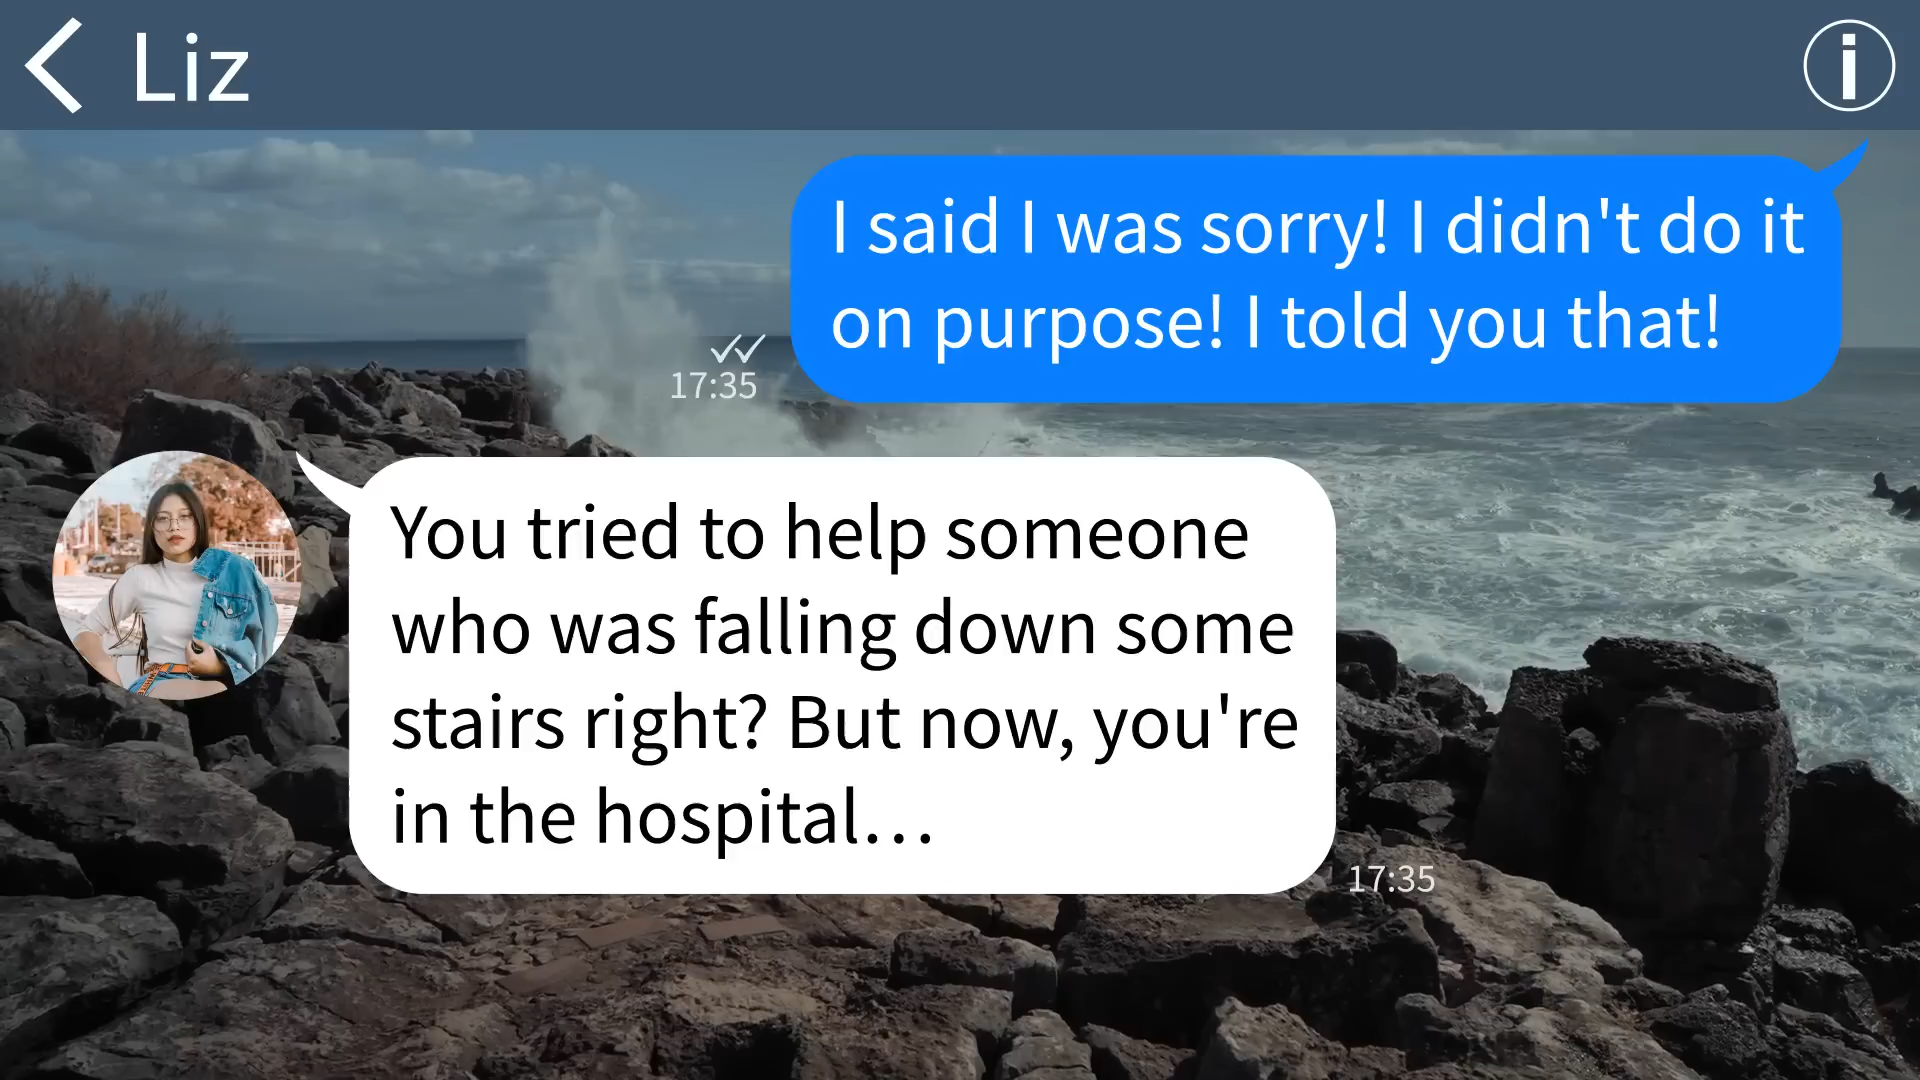 Liz
I said I was sorry! I didn't do it
on purpose! I told you that!
17:35
You tried to help someone
who was falling down some
stairs right? But now, you're
in the hospital…
17:35